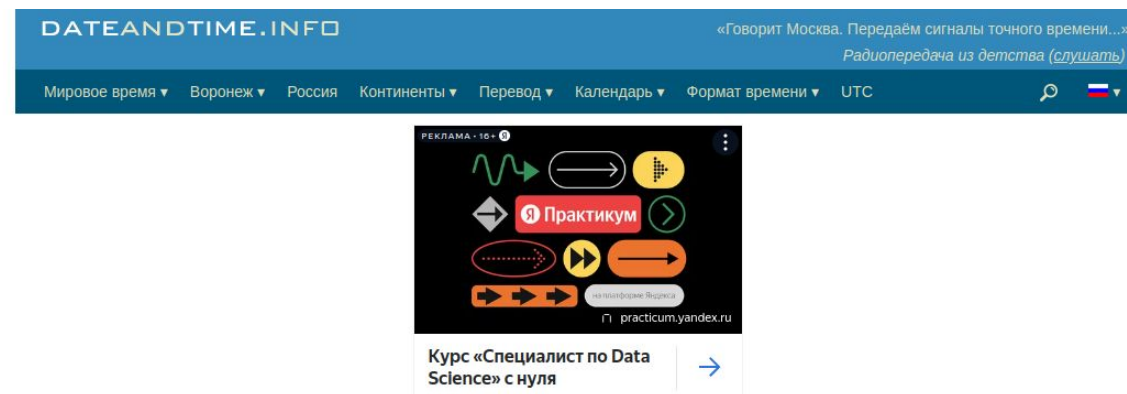 DATEANDTIME.INFO
«Говорит Москва. Передаём сигналы точного времени...»
Радиопередача из детства (слушать)
Мировое время ▾ Воронеж ▾ Россия Континенты ▾ Перевод ▾ Календарь ▾ Формат времени ▾ UTC
РЕКЛАМА • 16+ Я
Я Практикум
на платформе Яндекса
practicum.yandex.ru
Курс «Специалист по Data
Science» с нуля